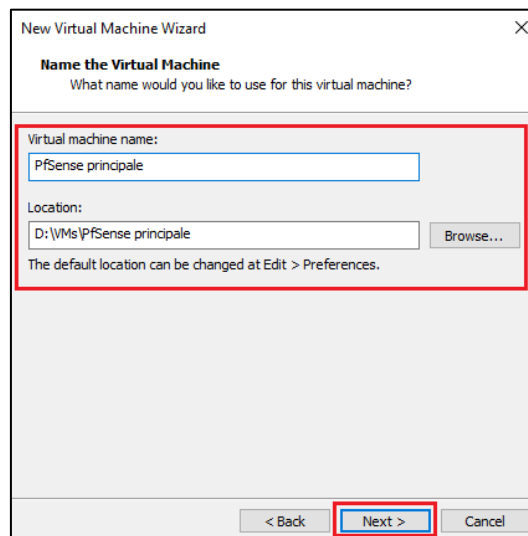 New Virtual Machine Wizard
Name the Virtual Machine
What name would you like to use for this virtual machine?
Virtual machine name:
PfSense principale
Location:
D:\VMs\PfSense principale
Browse...
The default location can be changed at Edit > Preferences.
< Back Next > Cancel